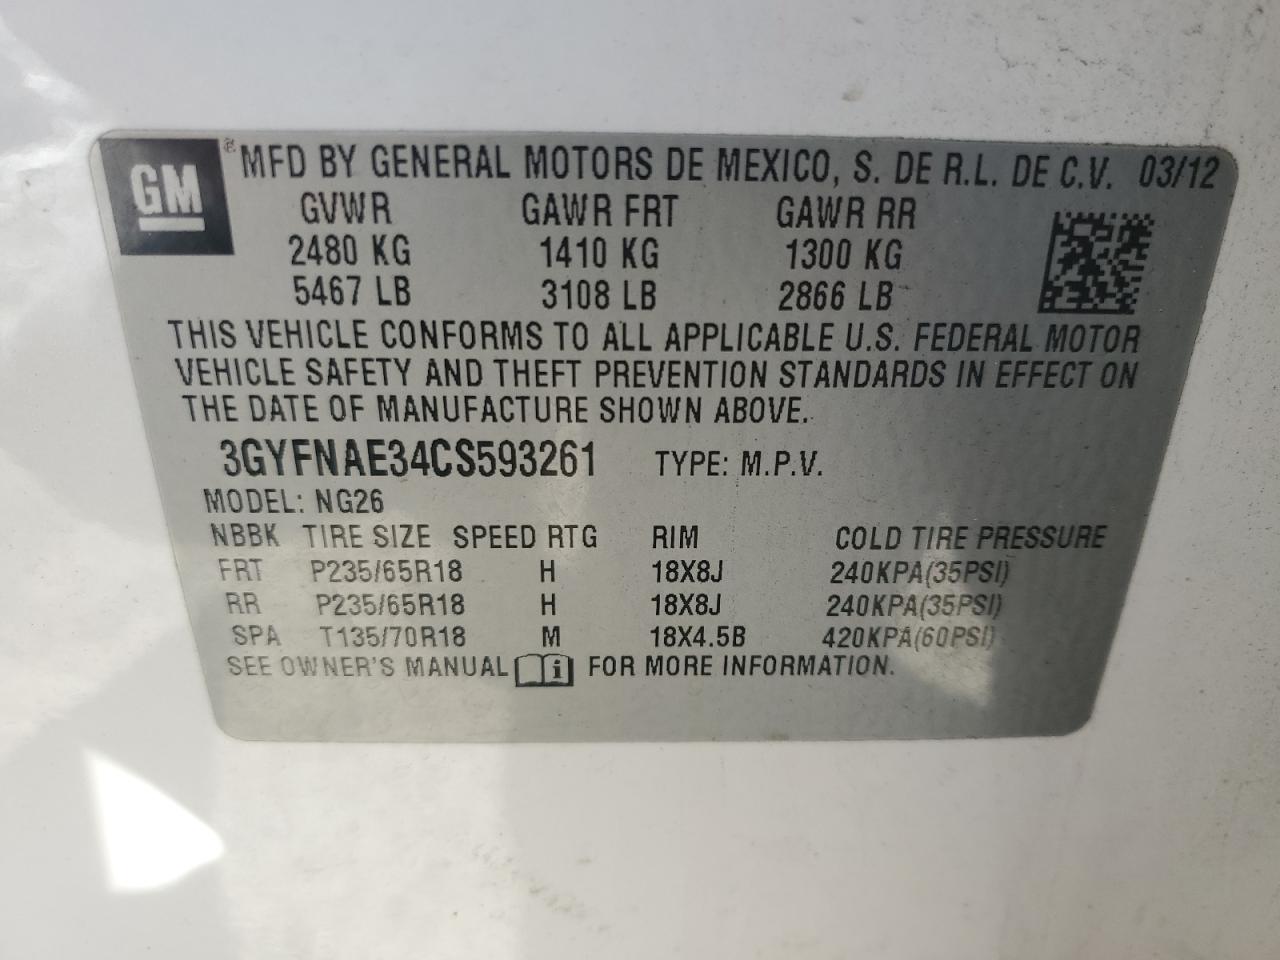 GM ® MFD BY GENERAL MOTORS DE MEXICO, S. DE R.L. DE C.V. 03/12
GVWR GAWR FRT GAWR RR
2480 KG 1410 KG 1300 KG
5467 LB 3108 LB 2866 LB
THIS VEHICLE CONFORMS TO ALL APPLICABLE U.S. FEDERAL MOTOR
VEHICLE SAFETY AND THEFT PREVENTION STANDARDS IN EFFECT ON
THE DATE OF MANUFACTURE SHOWN ABOVE.
3GYFNAE34CS593261 TYPE: M.P.V.
MODEL: NG26
NBBK TIRE SIZE SPEED RTG RIM COLD TIRE PRESSURE
FRT P235/65R18 H 18X8J 240KPA(35PSI)
RR P235/65R18 H 18X8J 240KPA(35PSI)
SPA T135/70R18 M 18X4.5B 420KPA(60PSI)
SEE OWNER'S MANUAL i FOR MORE INFORMATION.